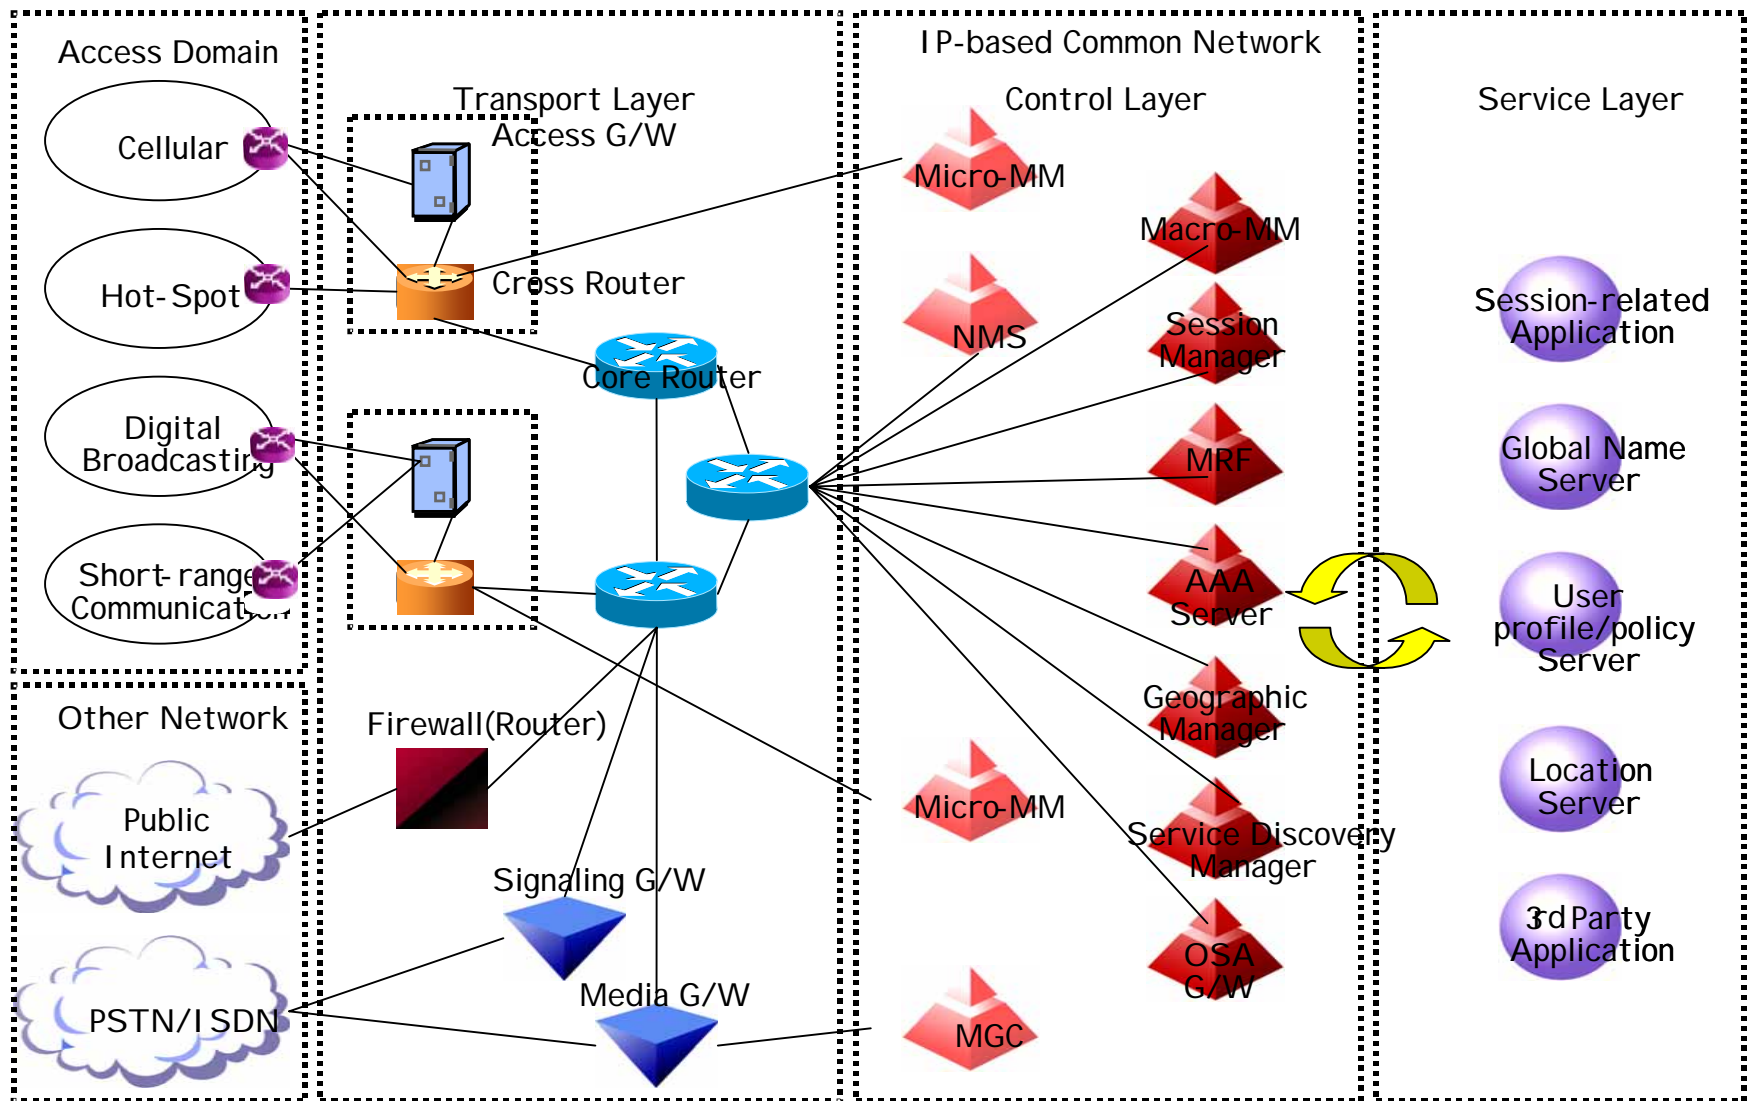 Access Domain
Cellular
Hot-Spot
Digital
Broadcasting
Short-range
Communication
Other Network
Public
Internet
PSTN/ISDN
Transport Layer
Access G/W
Cross Router
Core Router
Firewall(Router)
Signaling G/W
Media G/W
IP-based Common Network
Control Layer
Micro-MM
NMS
Micro-MM
MGC
Macro-MM
Session
Manager
MRF
AAA
Server
Geographic
Manager
Service Discovery
Manager
OSA
G/W
Service Layer
Session-related
Application
Global Name
Server
User
profile/policy
Server
Location
Server
3rd Party
Application